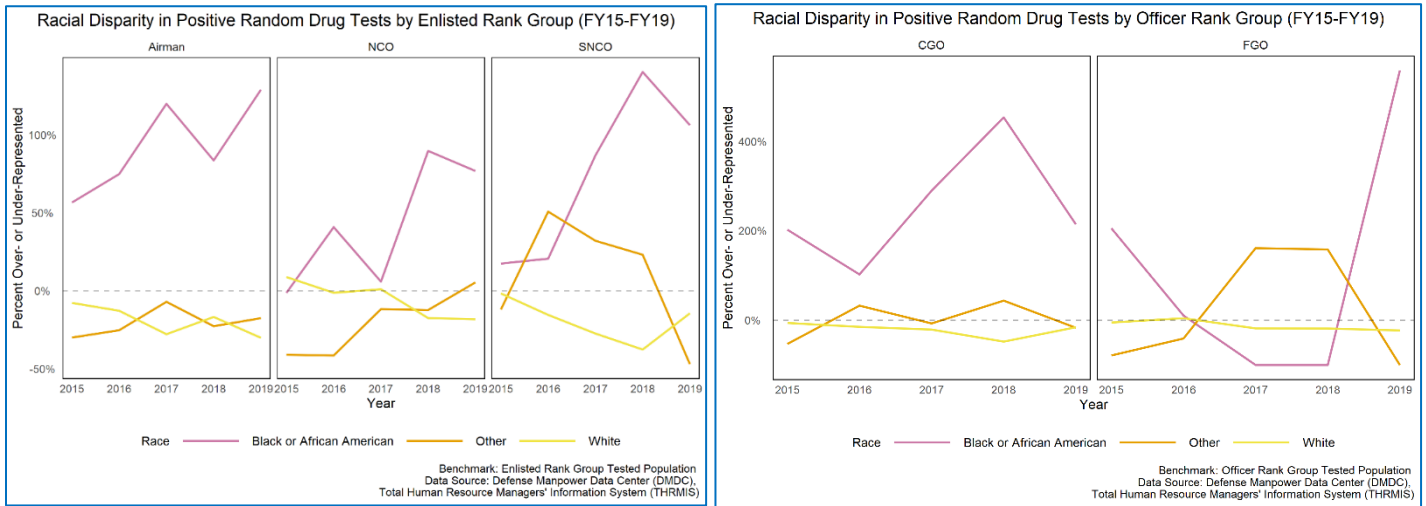 Racial Disparity in Positive Random Drug Tests by Enlisted Rank Group (FY15-FY19)
Airman
NCO
SNCO
Percent Over- or Under-Represented
100%
50%
0%
-50%
2015 2016 2017 2018 2019
2015 2016 2017 2018 2019
2015 2016 2017 2018 2019
Year
Race Black or African American Other White
Benchmark: Enlisted Rank Group Tested Population
Data Source: Defense Manpower Data Center (DMDC),
Total Human Resource Managers' Information System (THRMIS)
Racial Disparity in Positive Random Drug Tests by Officer Rank Group (FY15-FY19)
CGO
FGO
Percent Over- or Under-Represented
400%
200%
0%
2015 2016 2017 2018 2019
2015 2016 2017 2018 2019
Year
Race Black or African American Other White
Benchmark: Officer Rank Group Tested Population
Data Source: Defense Manpower Data Center (DMDC),
Total Human Resource Managers' Information System (THRMIS)